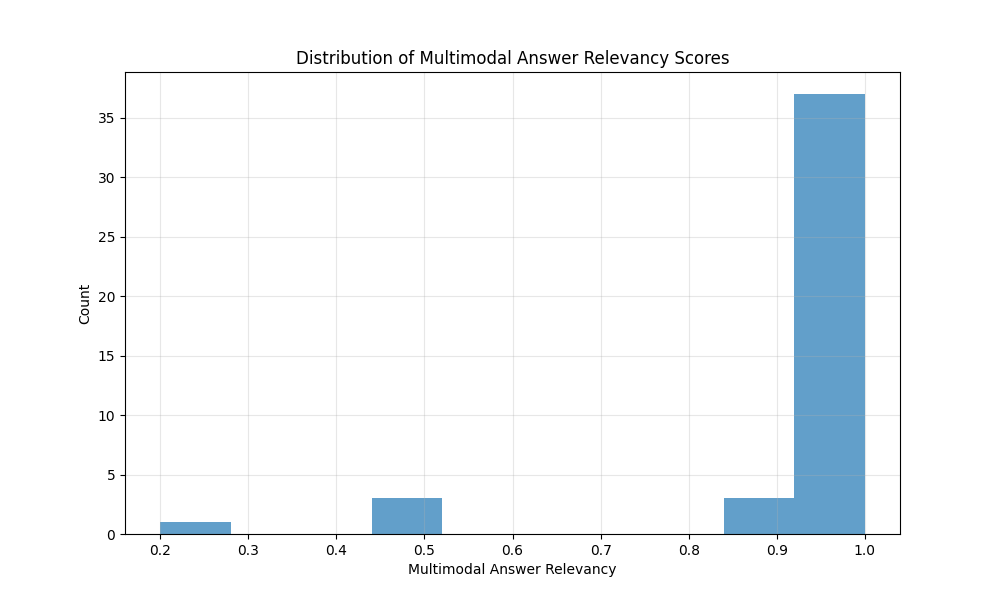 Distribution of Multimodal Answer Relevancy Scores
Count
35
30
25
20
15
10
5
0
0.2 0.3 0.4 0.5 0.6 0.7 0.8 0.9 1.0
Multimodal Answer Relevancy